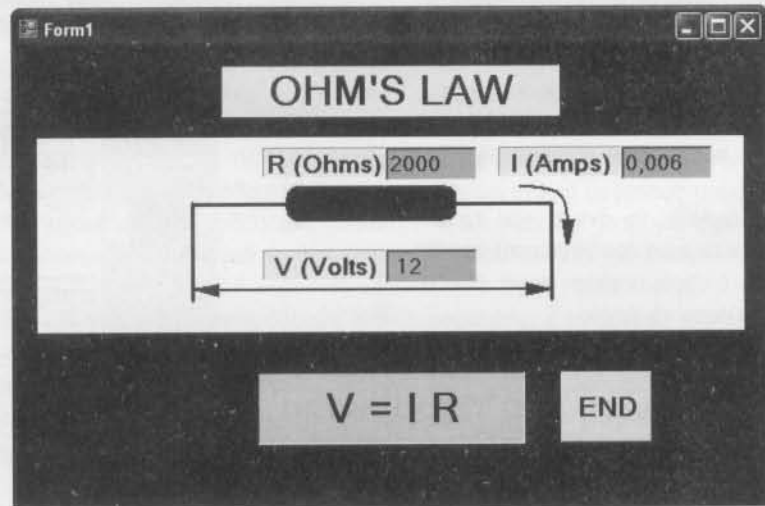 Form1
OHM'S LAW
R (Ohms) 2000 I (Amps) 0,006
V (Volts) 12
V = I R
END